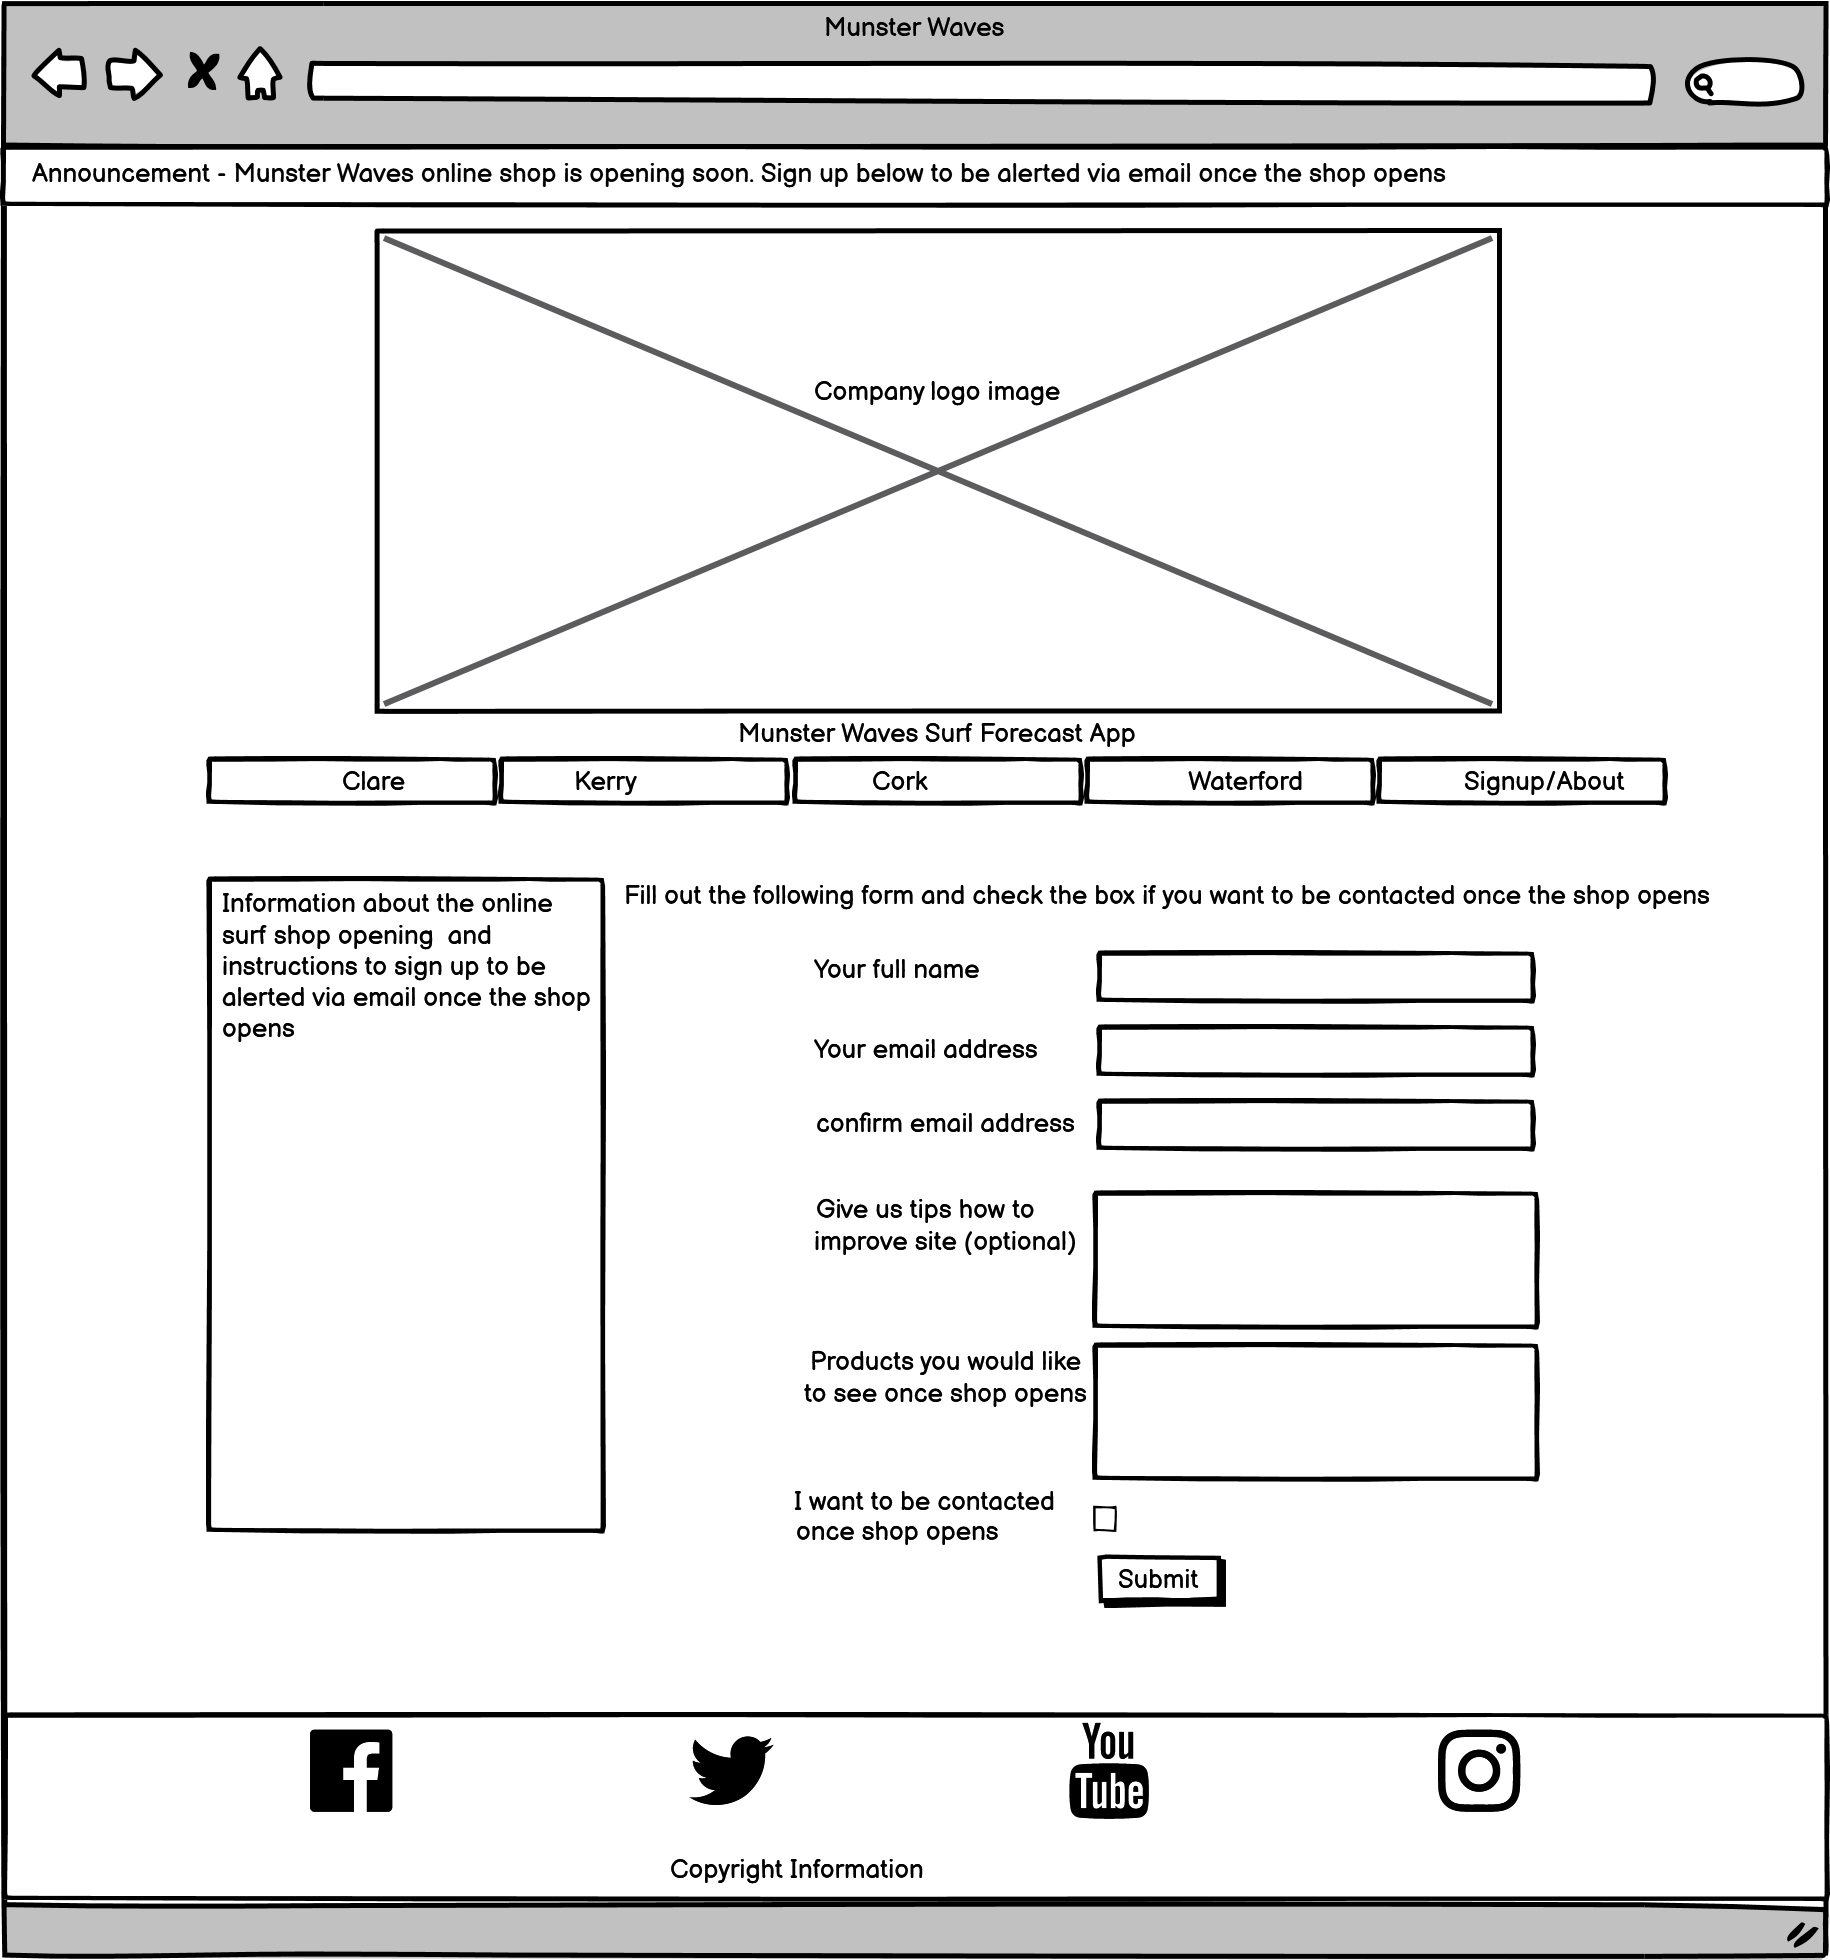 Munster Waves
Announcement - Munster Waves online shop is opening soon. Sign up below to be alerted via email once the shop opens
Company logo image
Munster Waves Surf Forecast App
Clare
Kerry
Cork
Waterford
Signup/About
Information about the online
surf shop opening  and
instructions to sign up to be
alerted via email once the shop
opens
Fill out the following form and check the box if you want to be contacted once the shop opens
Your full name
Your email address
confirm email address
Give us tips how to
improve site (optional)
Products you would like
to see once shop opens
I want to be contacted
once shop opens
Submit
You
Tube
Copyright Information